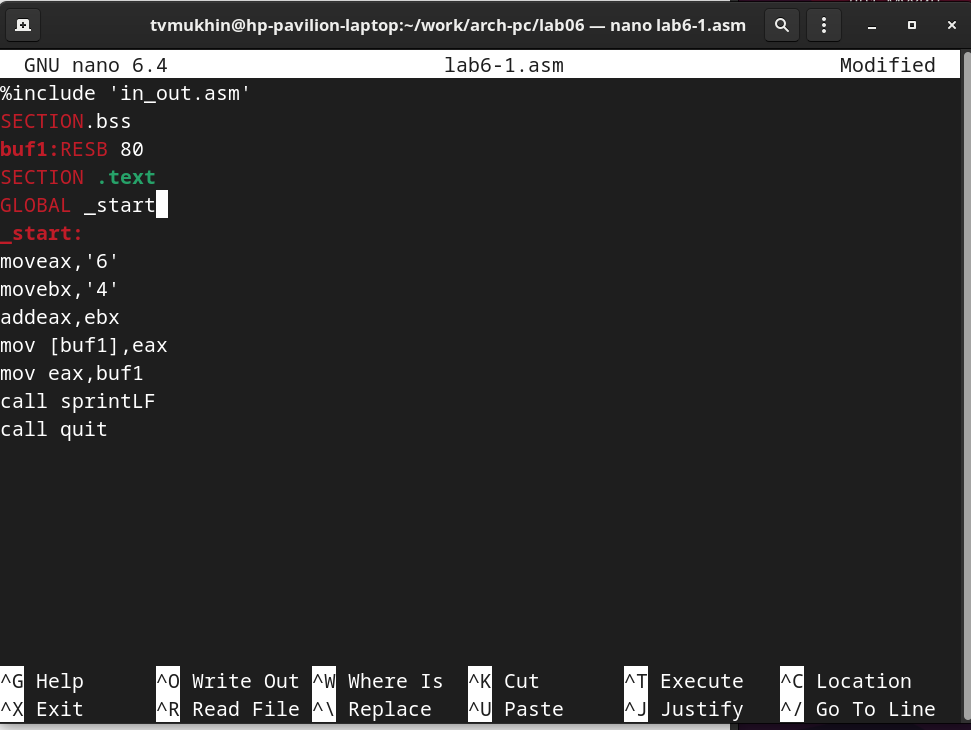 tvmukhin@hp-pavilion-laptop:~/work/arch-pc/lab06 — nano lab6-1.asm
GNU nano 6.4 lab6-1.asm Modified
%include 'in_out.asm'
SECTION.bss
buf1:RESB 80
SECTION .text
GLOBAL _start
_start:
moveax,'6'
movebx,'4'
addeax,ebx
mov [buf1],eax
mov eax,buf1
call sprintLF
call quit
^G Help ^O Write Out ^W Where Is ^K Cut ^T Execute ^C Location
^X Exit ^R Read File ^\ Replace ^U Paste ^J Justify ^/ Go To Line